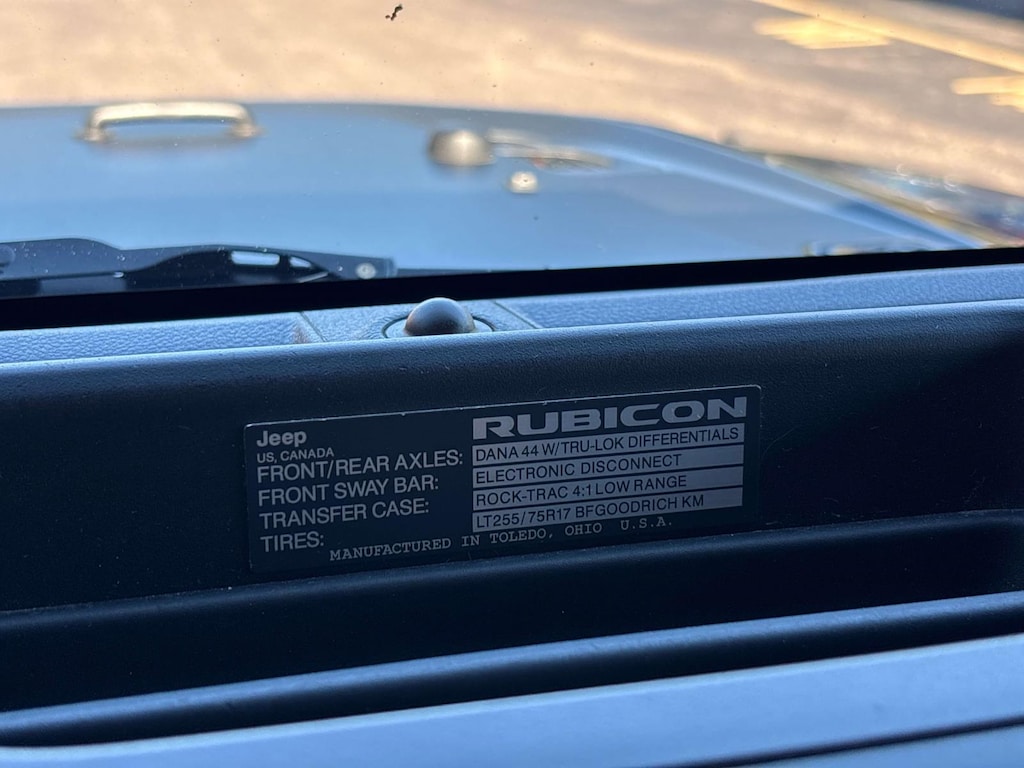 Jeep
US, CANADA
RUBICON
FRONT/REAR AXLES: DANA 44 W/TRU-LOK DIFFERENTIALS
FRONT SWAY BAR: ELECTRONIC DISCONNECT
TRANSFER CASE: ROCK-TRAC 4:1 LOW RANGE
TIRES: LT255/75R17 BFGOODRICH KM
MANUFACTURED IN TOLEDO, OHIO U.S.A.